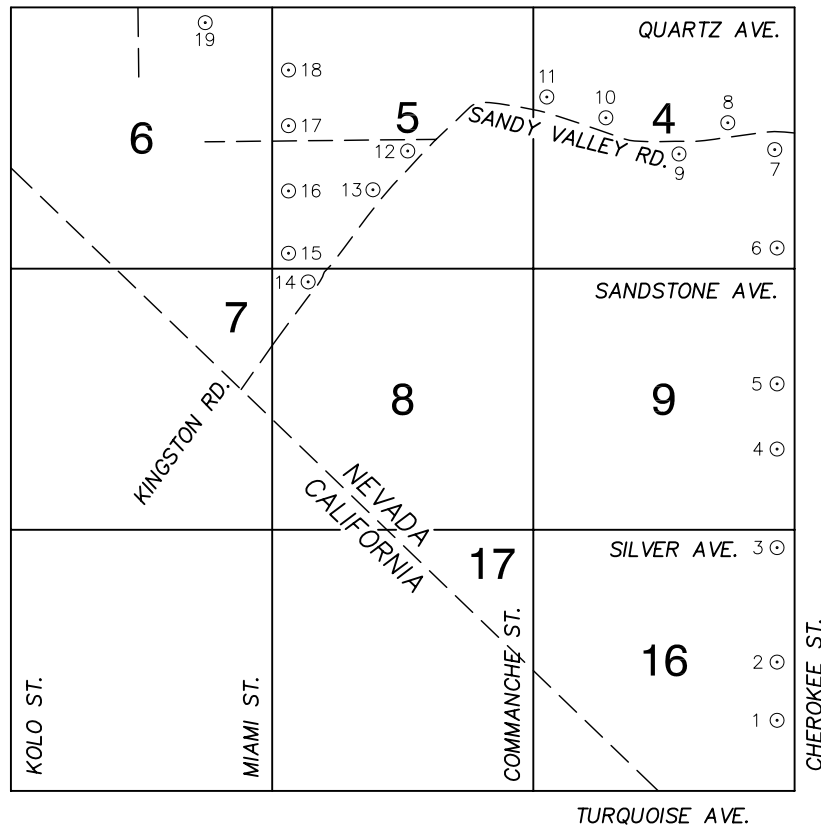 QUARTZ AVE.
19
18
11
10
8
6
17
5
4
12
SANDY VALLEY RD.
9
7
16
13
15
6
14
SANDSTONE AVE.
7
8
9
5
KINGSTON RD.
4
NEVADA
CALIFORNIA
17
SILVER AVE.
3
16
2
1
KOLO ST.
MIAMI ST.
COMMANCHE ST.
CHEROKEE ST.
TURQUOISE AVE.